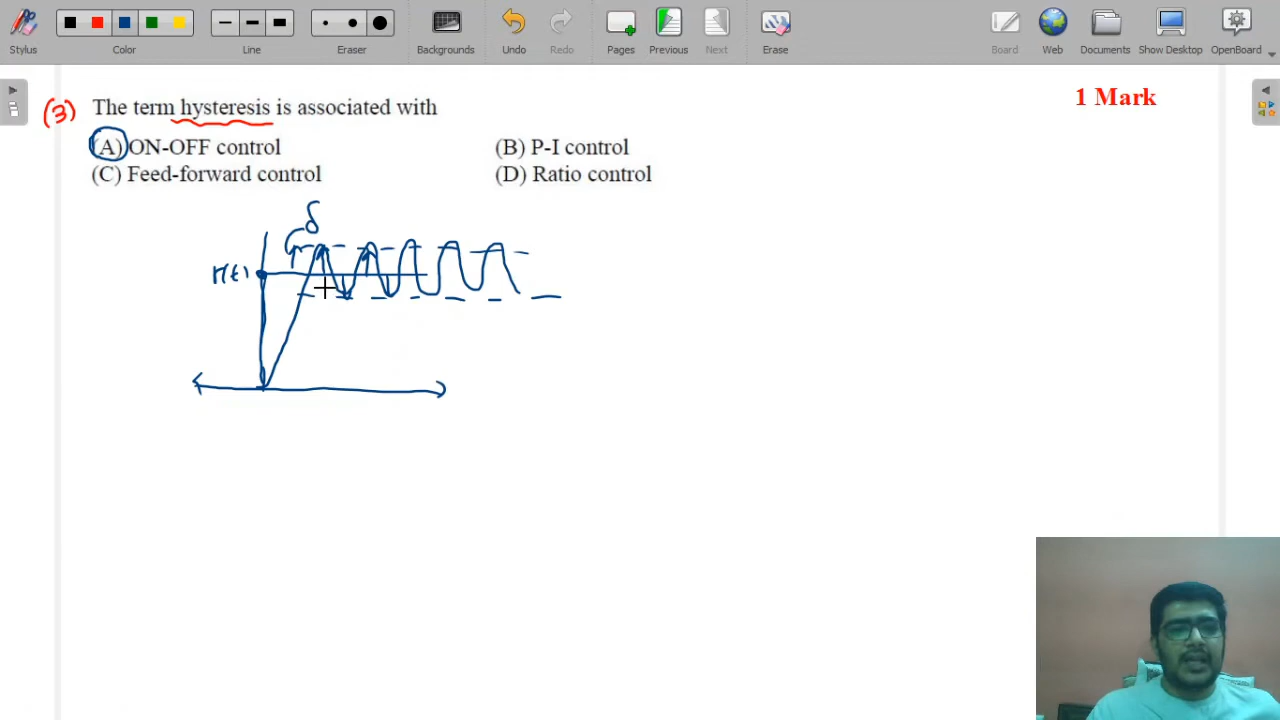 Stylus Color Line Eraser Backgrounds Undo Redo Pages Previous Next Erase Board Web Documents Show Desktop OpenBoard
(3) The term hysteresis is associated with
1 Mark
(A) ON-OFF control (B) P-I control
(C) Feed-forward control (D) Ratio control
δ
r(t)